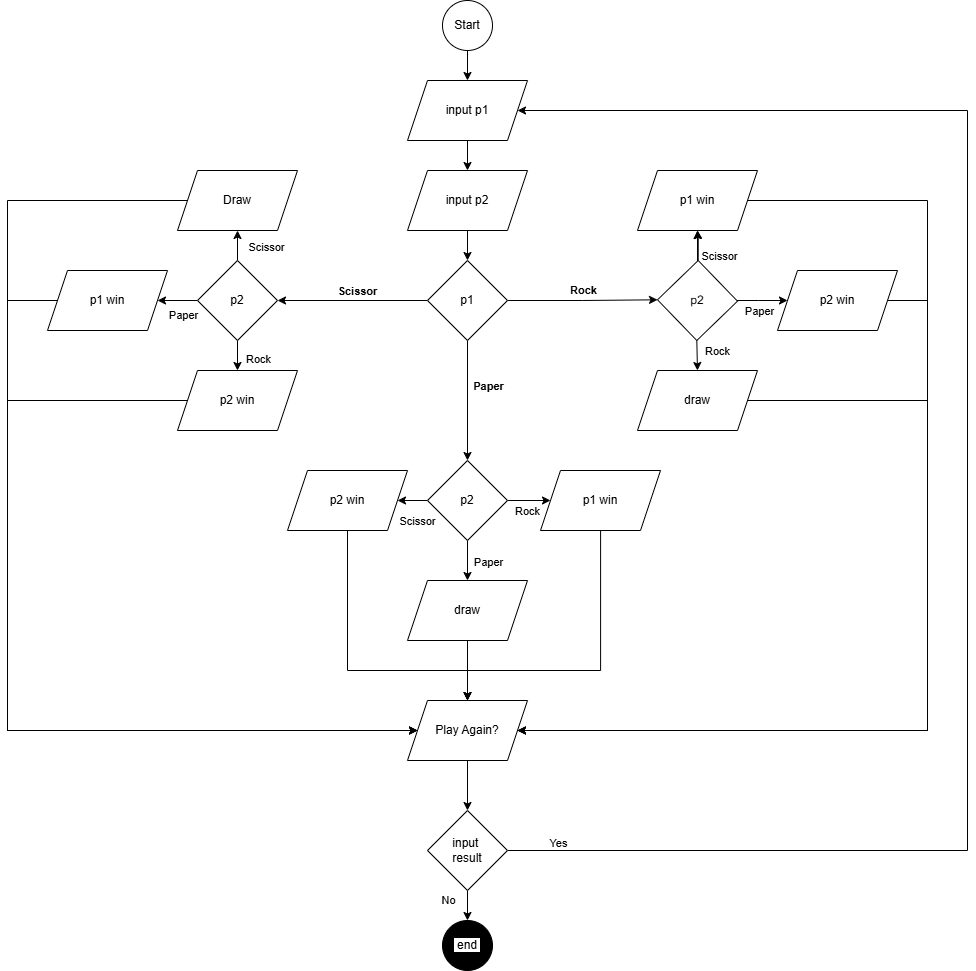 Start
input p1
input p2
Draw
p1 win
Scissor
Scissor
p1 win
p2
Scissor
p1
Rock
p2
p2 win
Paper
Paper
Rock
Rock
p2 win
Paper
draw
p2 win
p2
p1 win
Scissor
Rock
Paper
draw
Play Again?
input
result
Yes
No
end